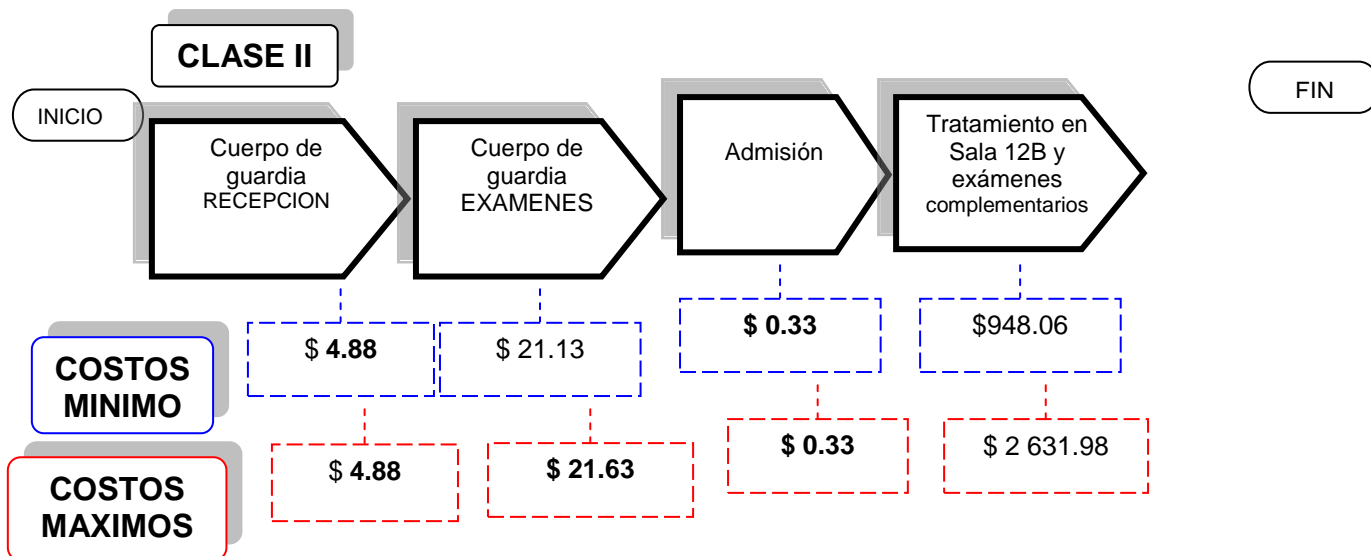 CLASE II
INICIO
FIN
Cuerpo de
guardia
RECEPCION
Cuerpo de
guardia
EXAMENES
Admisión
Tratamiento en
Sala 12B y
exámenes
complementarios
COSTOS
MINIMO
$ 4.88
$ 21.13
$ 0.33
$948.06
COSTOS
MAXIMOS
$ 4.88
$ 21.63
$ 0.33
$ 2 631.98